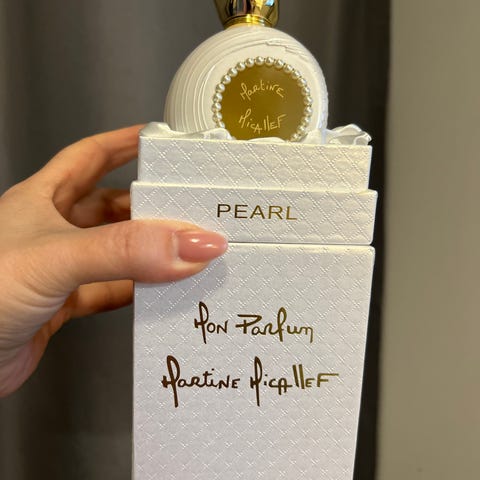 Martine
Micallef
PEARL
Mon Parfum
Martine Micallef